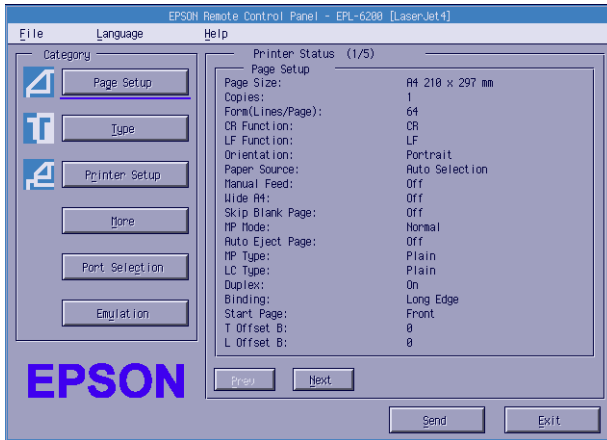 EPSON Remote Control Panel - EPL-6200 [LaserJet4]
File Language Help
Category
Page Setup
Type
Printer Setup
More
Port Selection
Emulation
EPSON
Printer Status (1/5)
Page Setup
Page Size: A4 210 x 297 mm
Copies: 1
Form(Lines/Page): 64
CR Function: CR
LF Function: LF
Orientation: Portrait
Paper Source: Auto Selection
Manual Feed: Off
Wide A4: Off
Skip Blank Page: Off
MP Mode: Normal
Auto Eject Page: Off
MP Type: Plain
LC Type: Plain
Duplex: On
Binding: Long Edge
Start Page: Front
T Offset B: 0
L Offset B: 0
Prev Next
Send Exit